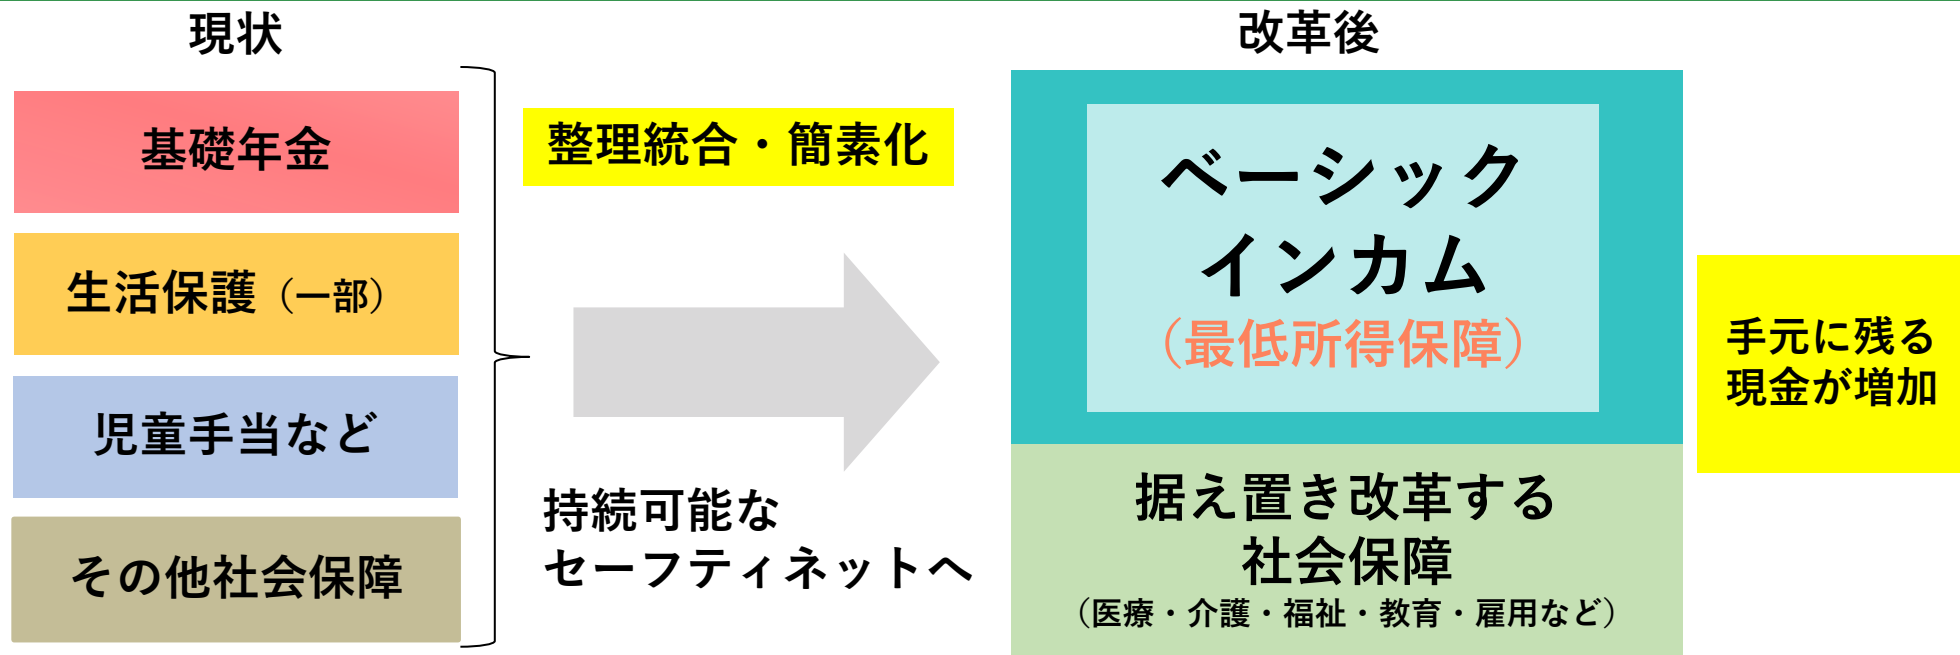 現状
基礎年金
生活保護（一部）
児童手当など
その他社会保障
整理統合・簡素化
持続可能な
セーフティネットへ
改革後
ベーシック
インカム
（最低所得保障）
据え置き改革する
社会保障
（医療・介護・福祉・教育・雇用など）
手元に残る
現金が増加